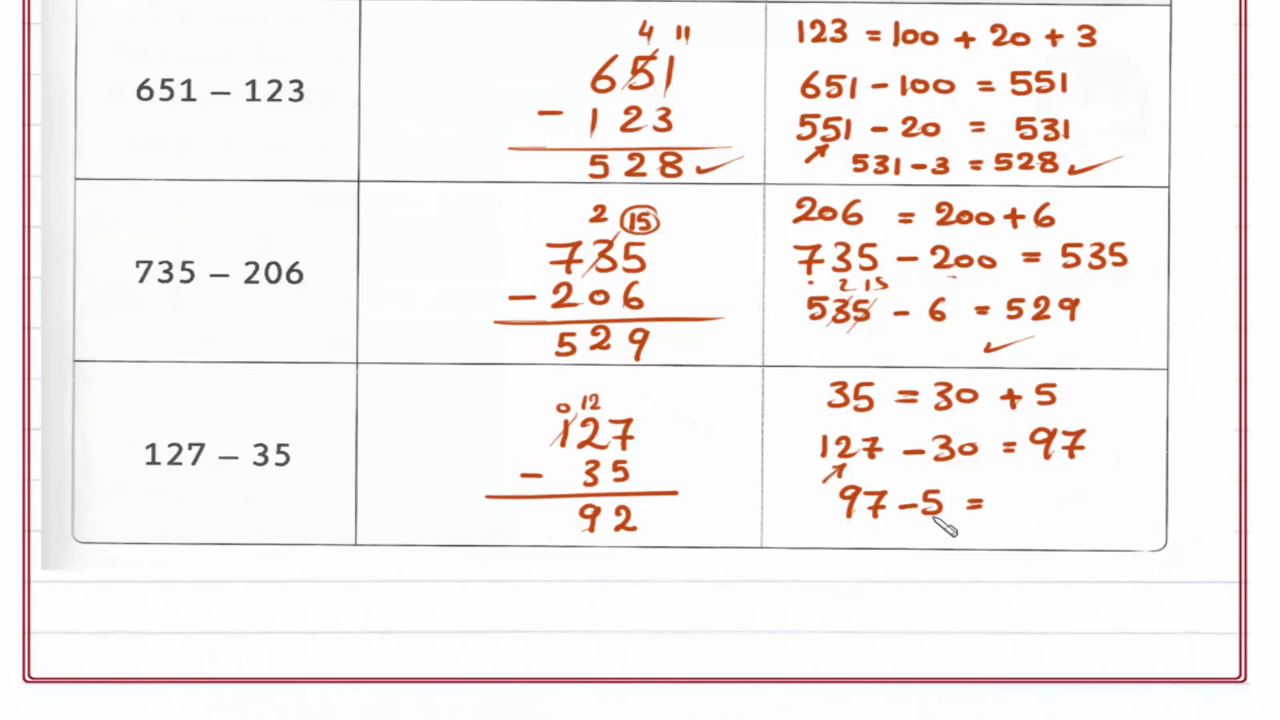 651 – 123
4 11
651
– 123
528 ✓
123 = 100 + 20 + 3
651 – 100 = 551
551 – 20 = 531
531 – 3 = 528 ✓
735 – 206
2 15
735
– 206
529
206 = 200 + 6
735 – 200 = 535
2 15
535 – 6 = 529
✓
127 – 35
0 12
127
– 35
92
35 = 30 + 5
127 – 30 = 97
97 – 5 =